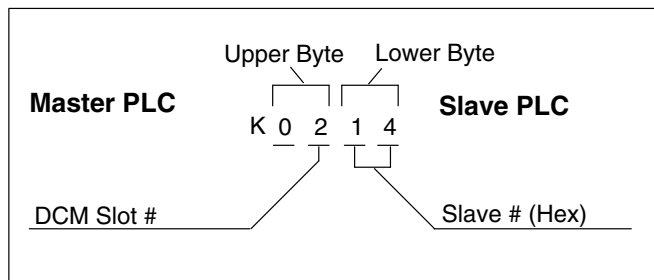 Upper Byte Lower Byte
Master PLC K 0 2 1 4 Slave PLC
DCM Slot # Slave # (Hex)